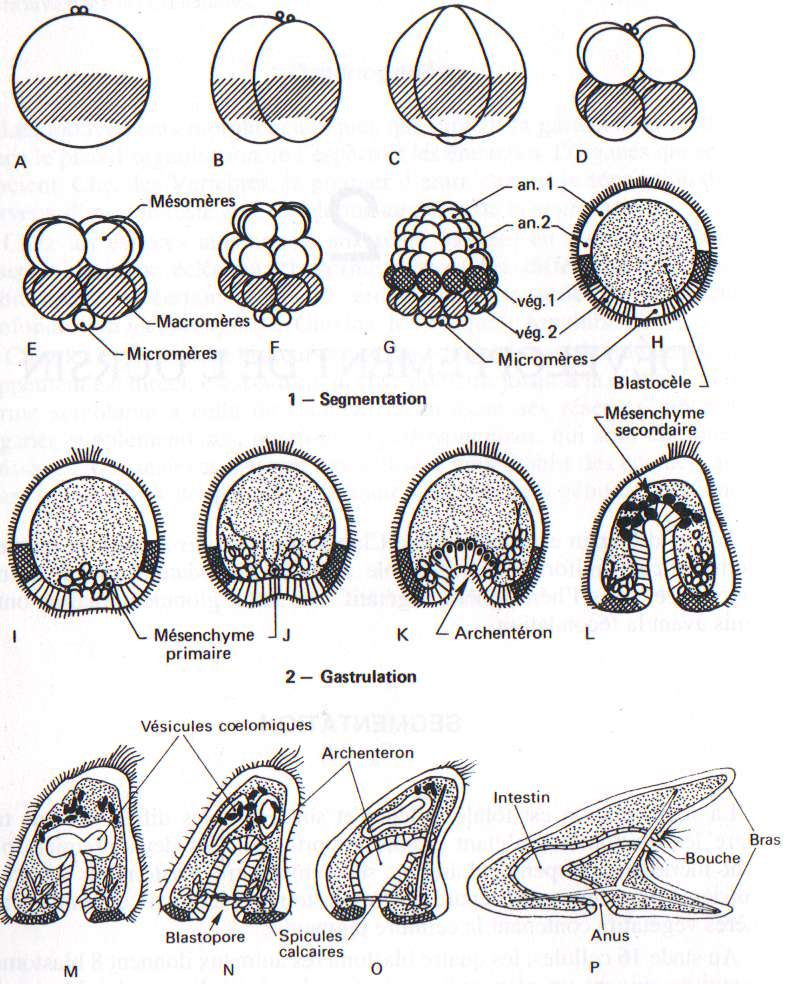 A
B
C
D
Mésomères
Macromères
Micromères
E
F
G
an. 1
an.2
vég.1
vég. 2
Micromères
H
Blastocèle
1 — Segmentation
Mésenchyme
secondaire
I
Mésenchyme
primaire
J
K
Archentéron
L
2 — Gastrulation
Vésicules cœlomiques
Archenteron
Intestin
Bras
Bouche
Blastopore
Spicules
calcaires
Anus
M
N
O
P